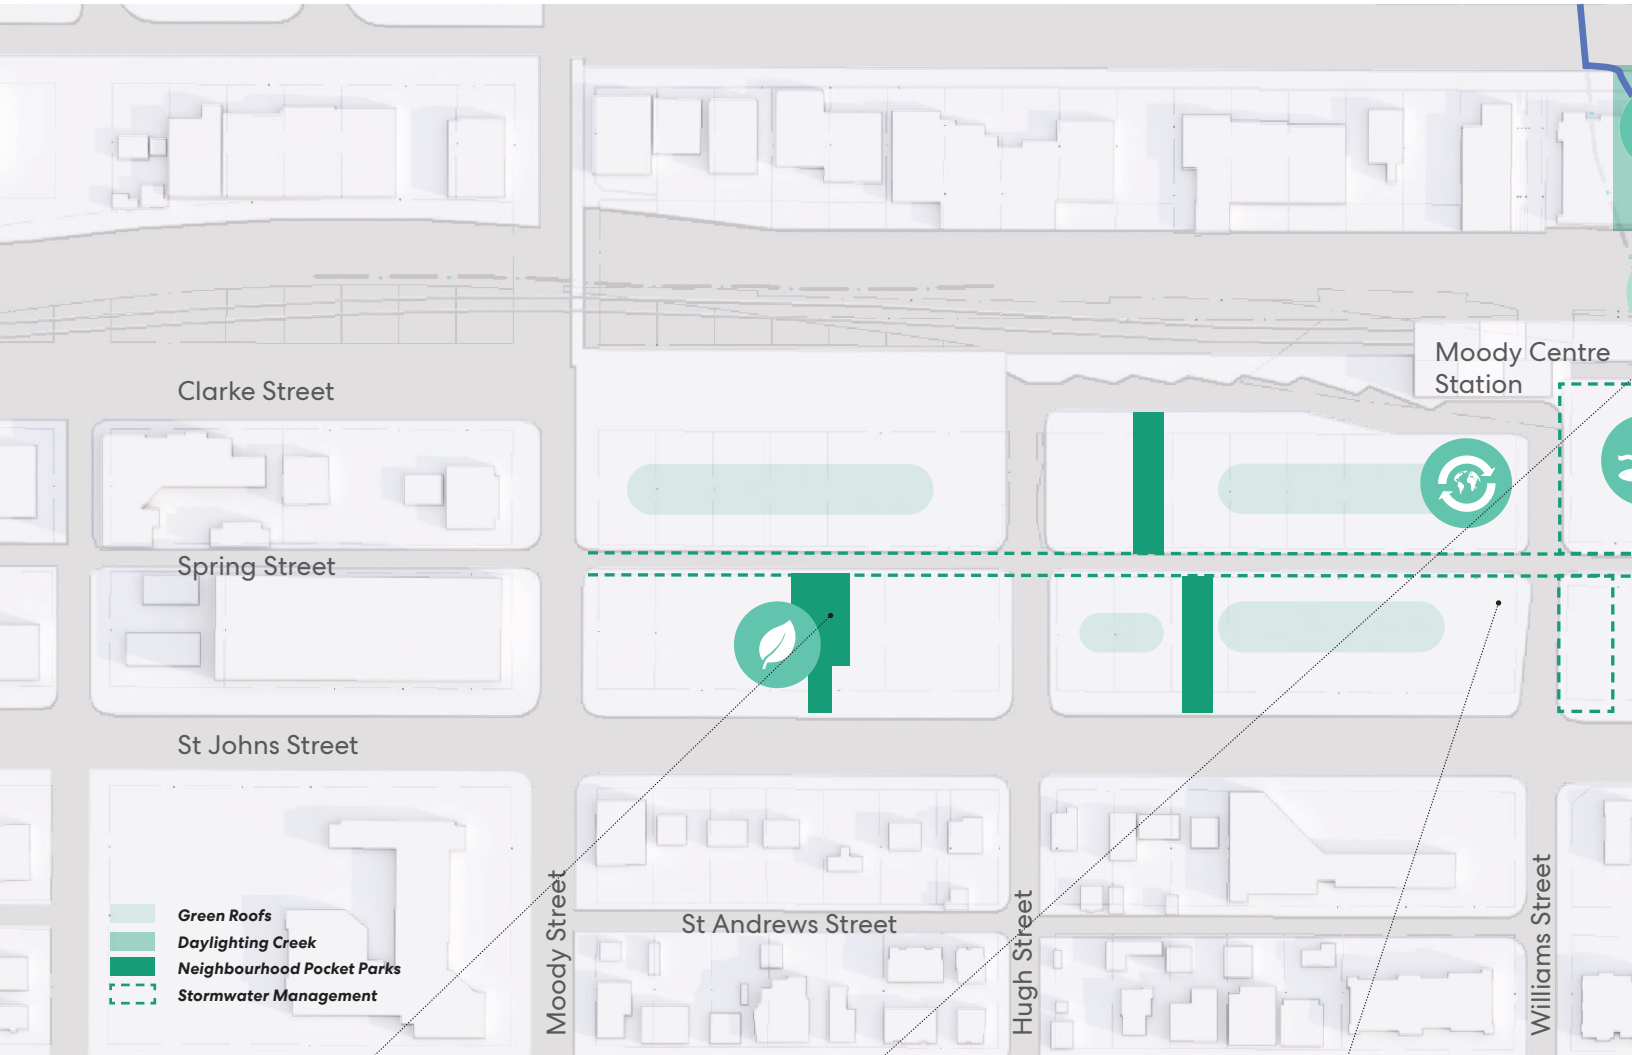 Moody Centre
Station
Clarke Street
Spring Street
St Johns Street
St Andrews Street
Moody Street
Hugh Street
Williams Street
Green Roofs
Daylighting Creek
Neighbourhood Pocket Parks
Stormwater Management